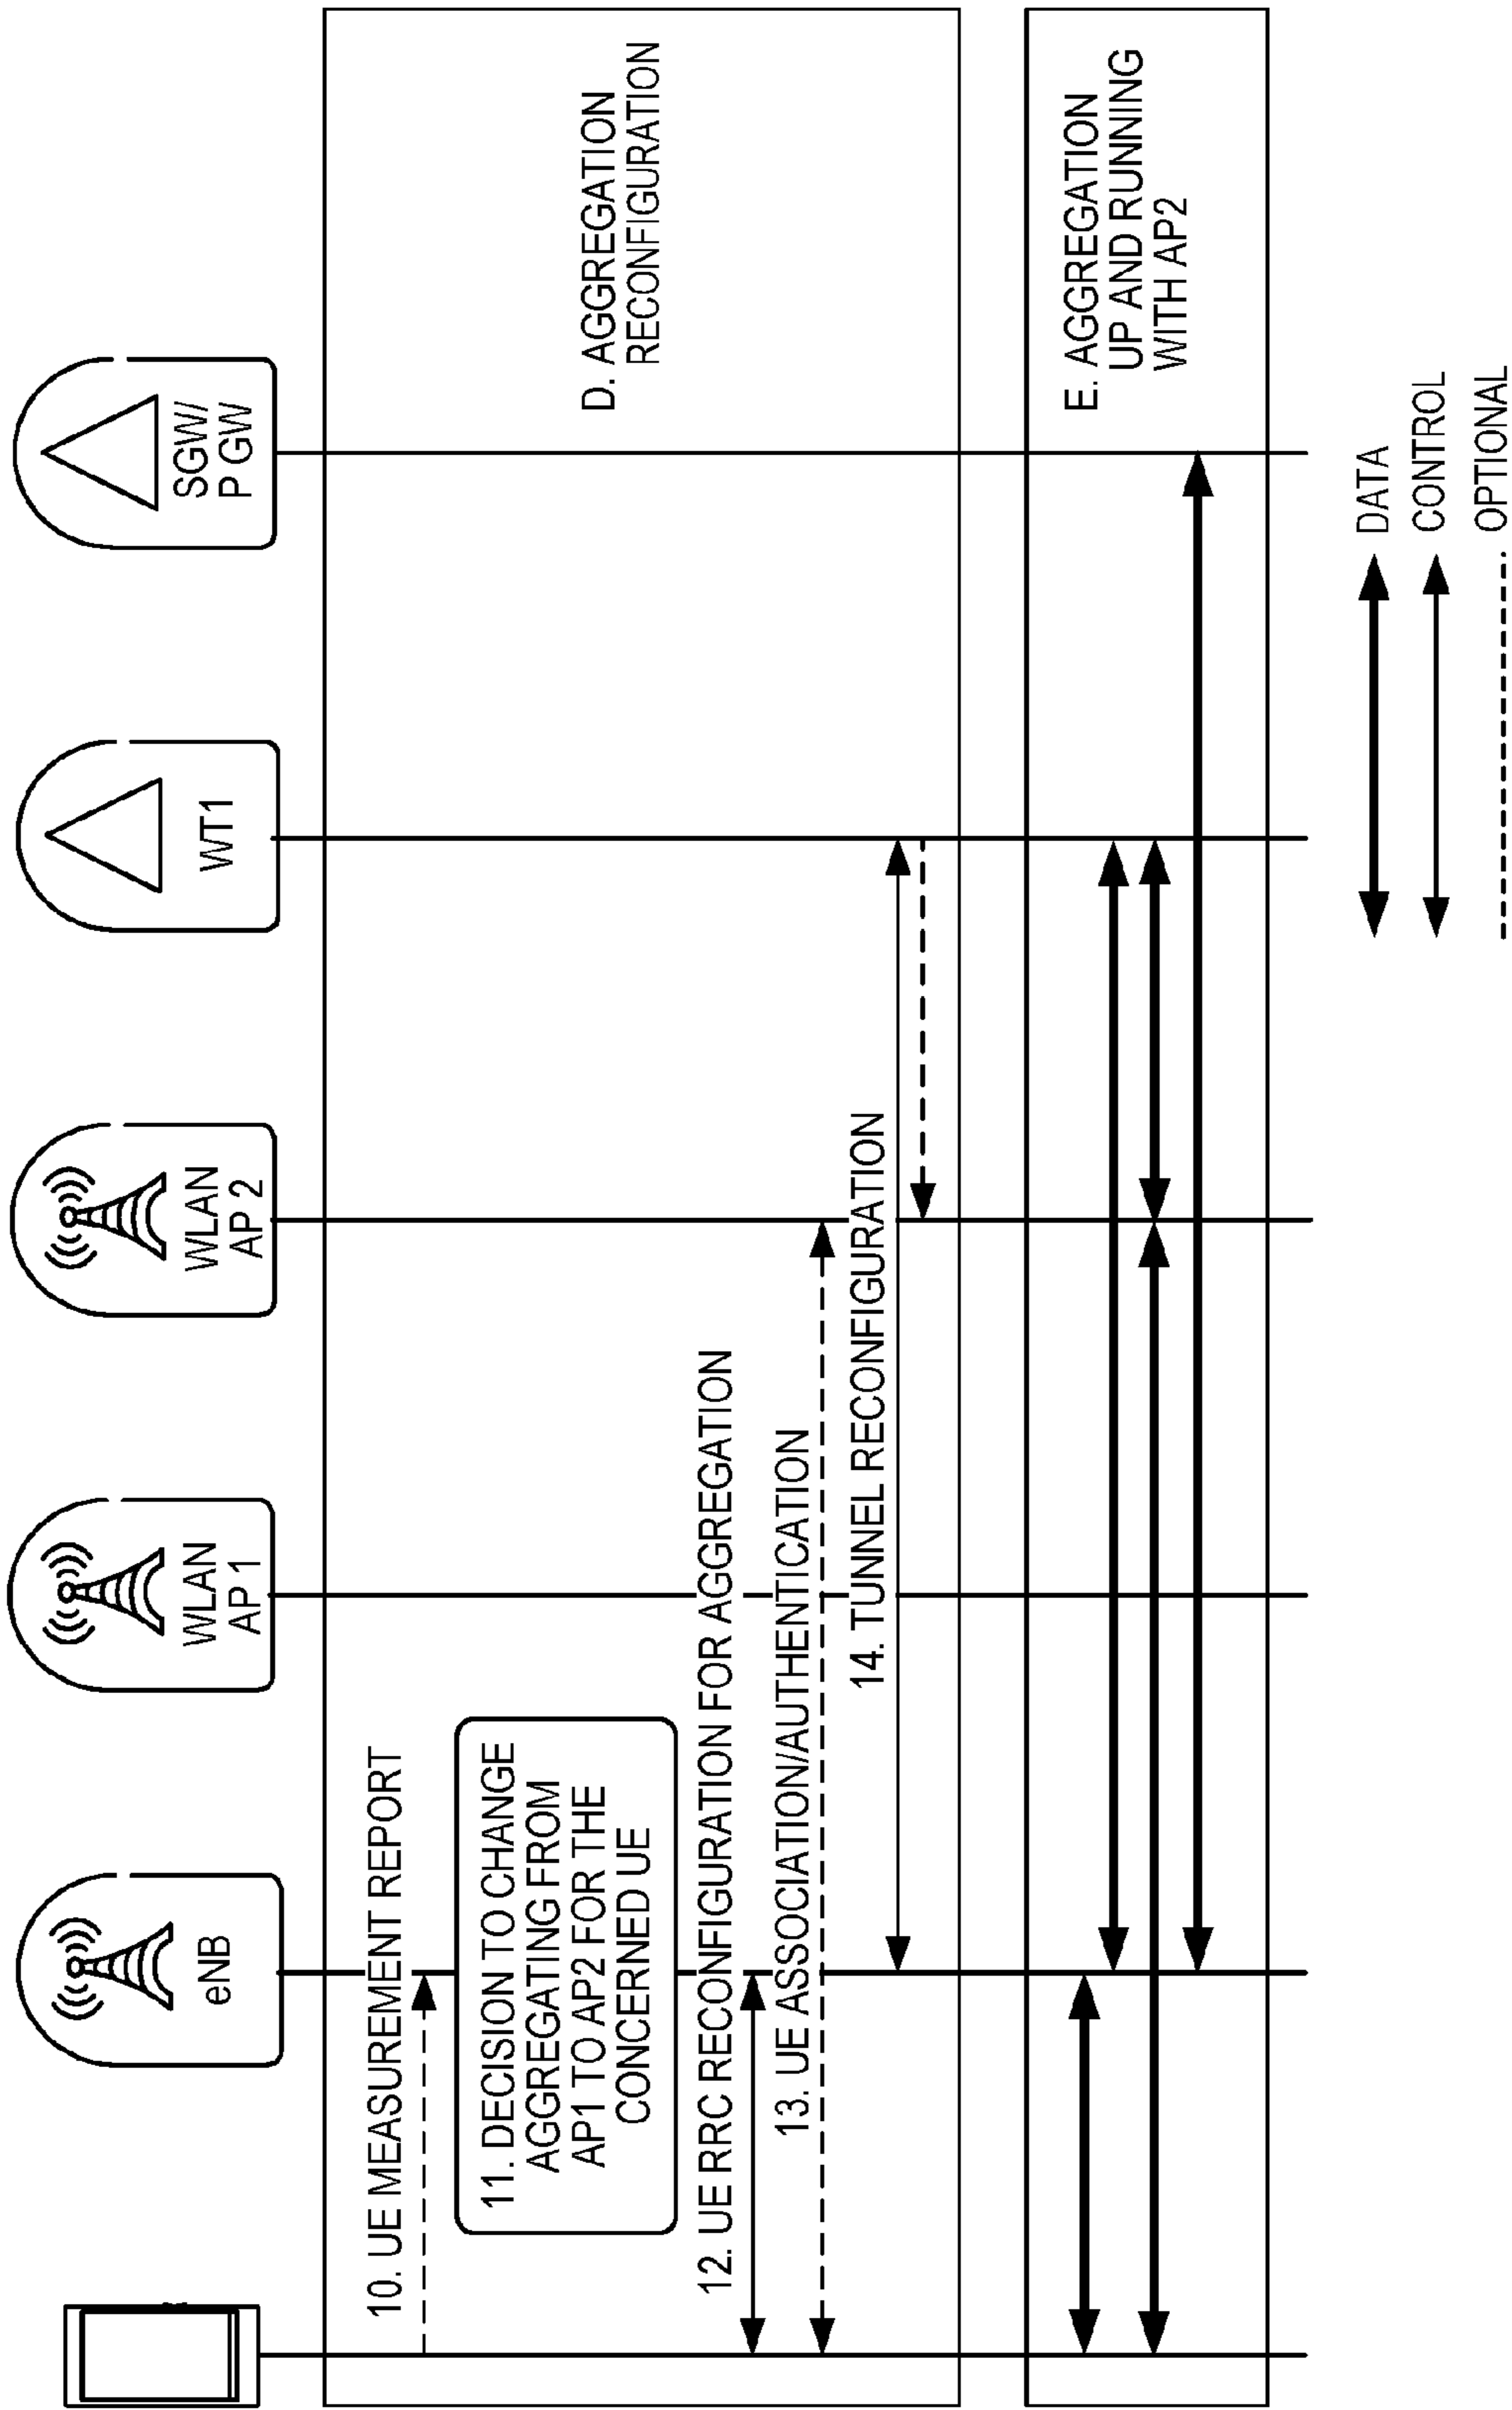 eNB
WLAN
AP 1
WLAN
AP 2
WT1
SGW/
P GW
10. UE MEASUREMENT REPORT
11. DECISION TO CHANGE
AGGREGATING FROM
AP1 TO AP2 FOR THE
CONCERNED UE
12. UE RRC RECONFIGURATION FOR AGGREGATION
13. UE ASSOCIATION/AUTHENTICATION
14. TUNNEL RECONFIGURATION
D. AGGREGATION
RECONFIGURATION
E. AGGREGATION
UP AND RUNNING
WITH AP2
DATA
CONTROL
OPTIONAL